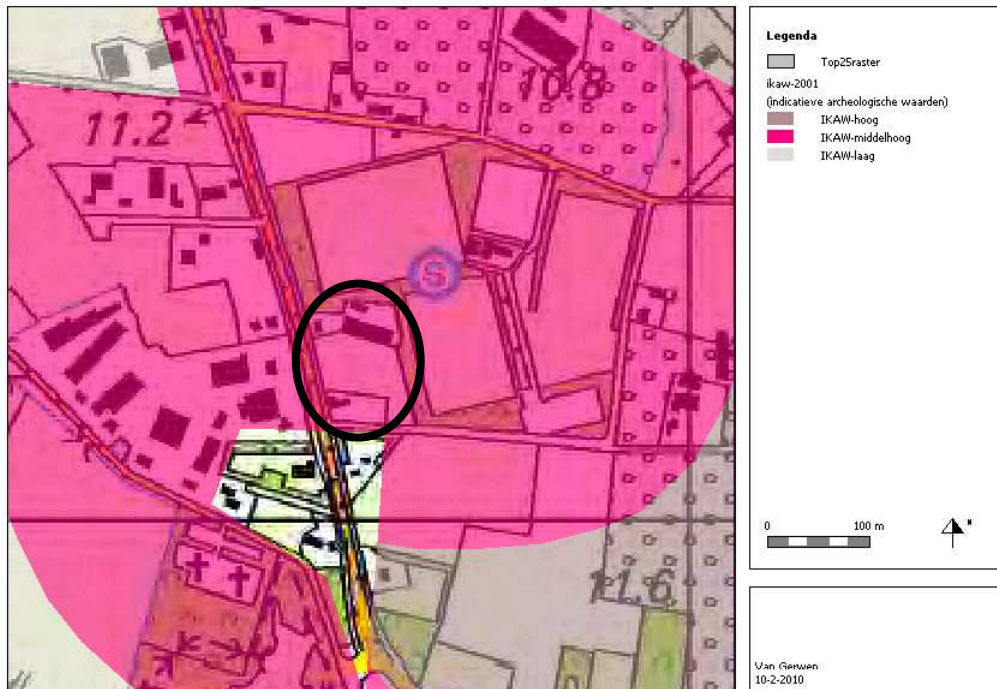 10.8
11.2
S
11.6
Legenda
Top25raster
ikaw-2001
(indicatieve archeologische waarden)
IKAW-hoog
IKAW-middelhoog
IKAW-laag
0 100 m
Van Gerwen
10-2-2010